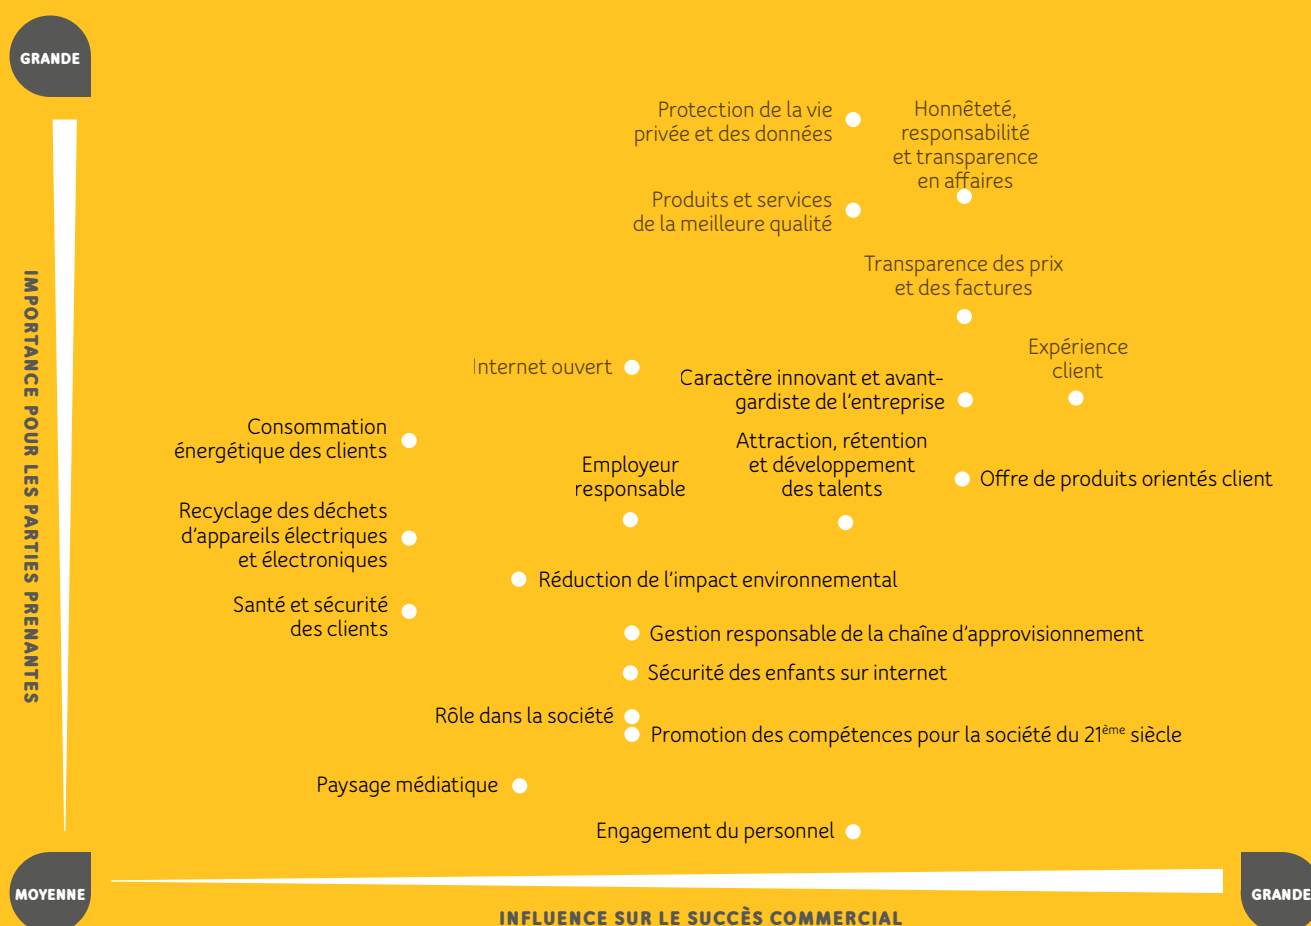 GRANDE
Protection de la vie
privée et des données
Honnêteté,
responsabilité
et transparence
en affaires
Produits et services
de la meilleure qualité
Transparence des prix
et des factures
Expérience
client
Internet ouvert
Caractère innovant et avant-
gardiste de l’entreprise
Consommation
énergétique des clients
Attraction, rétention
et développement
des talents
Employeur
responsable
Offre de produits orientés client
Recyclage des déchets
d’appareils électriques
et électroniques
Réduction de l’impact environnemental
Santé et sécurité
des clients
Gestion responsable de la chaîne d’approvisionnement
Sécurité des enfants sur internet
Rôle dans la société
Promotion des compétences pour la société du 21ème siècle
Paysage médiatique
Engagement du personnel
IMPORTANCE POUR LES PARTIES PRENANTES
MOYENNE
GRANDE
INFLUENCE SUR LE SUCCÈS COMMERCIAL